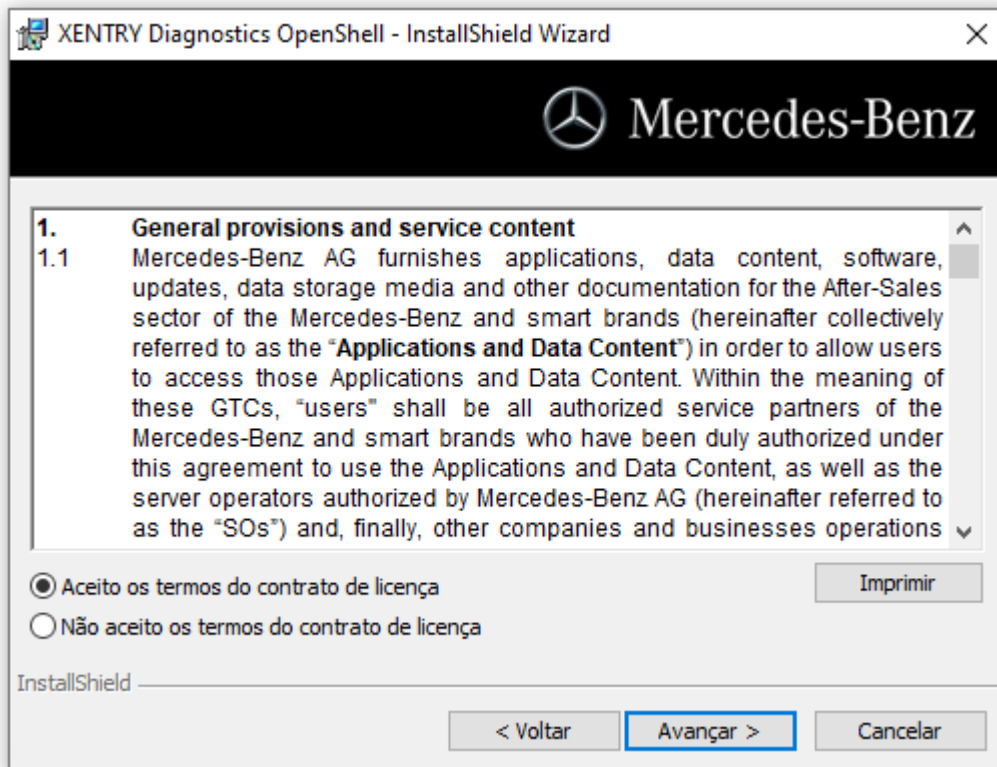 XENTRY Diagnostics OpenShell - InstallShield Wizard
Mercedes-Benz
1. General provisions and service content
1.1 Mercedes-Benz AG furnishes applications, data content, software,
updates, data storage media and other documentation for the After-Sales
sector of the Mercedes-Benz and smart brands (hereinafter collectively
referred to as the “Applications and Data Content”) in order to allow users
to access those Applications and Data Content. Within the meaning of
these GTCs, “users" shall be all authorized service partners of the
Mercedes-Benz and smart brands who have been duly authorized under
this agreement to use the Applications and Data Content, as well as the
server operators authorized by Mercedes-Benz AG (hereinafter referred to
as the “SOs”) and, finally, other companies and businesses operations
Aceito os termos do contrato de licença
Imprimir
Não aceito os termos do contrato de licença
InstallShield
< Voltar
Avançar >
Cancelar